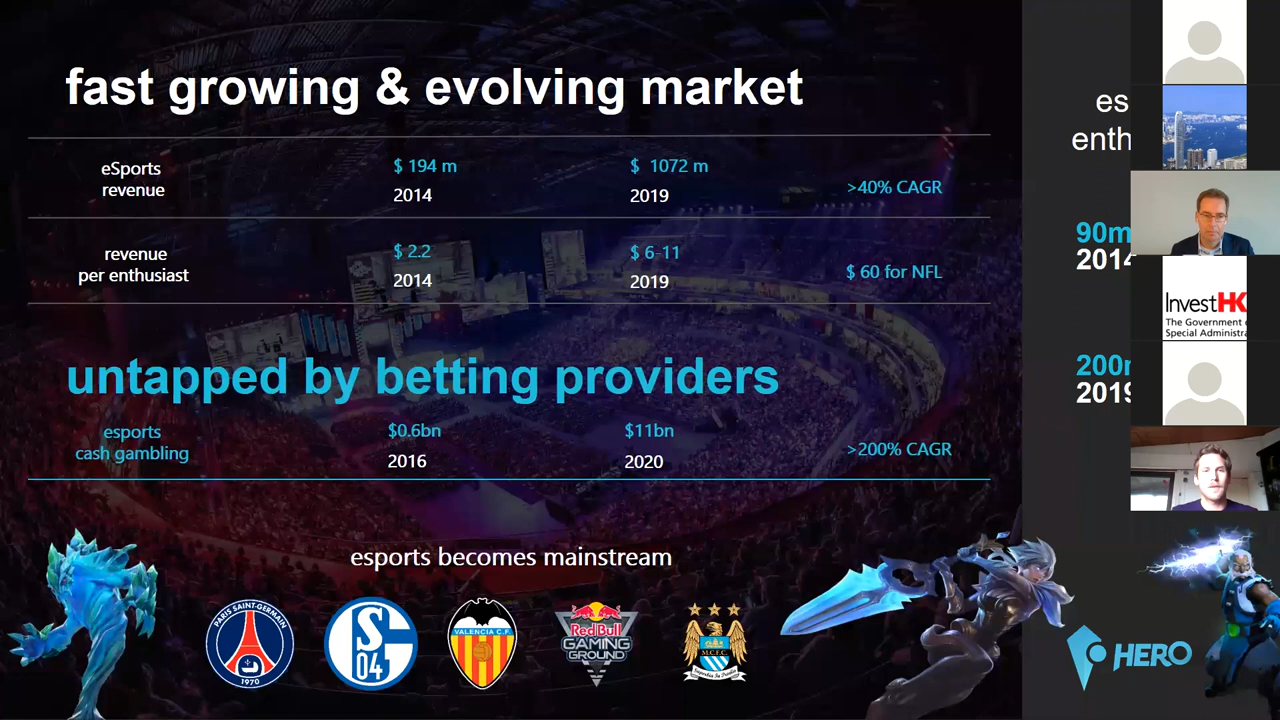 fast growing & evolving market
eSports
revenue
$ 194 m
2014
$ 1072 m
2019
>40% CAGR
revenue
per enthusiast
$ 2.2
2014
$ 6-11
2019
$ 60 for NFL
untapped by betting providers
esports
cash gambling
$0.6bn
2016
$11bn
2020
>200% CAGR
esports becomes mainstream
PARIS SAINT-GERMAIN
1970
S
04
VALENCIA C.F.
RedBull
GAMING
GROUND
M.C.F.C.
es
enth
90m
2014
200
2019
InvestHK
The Government
Special Administra
HERO